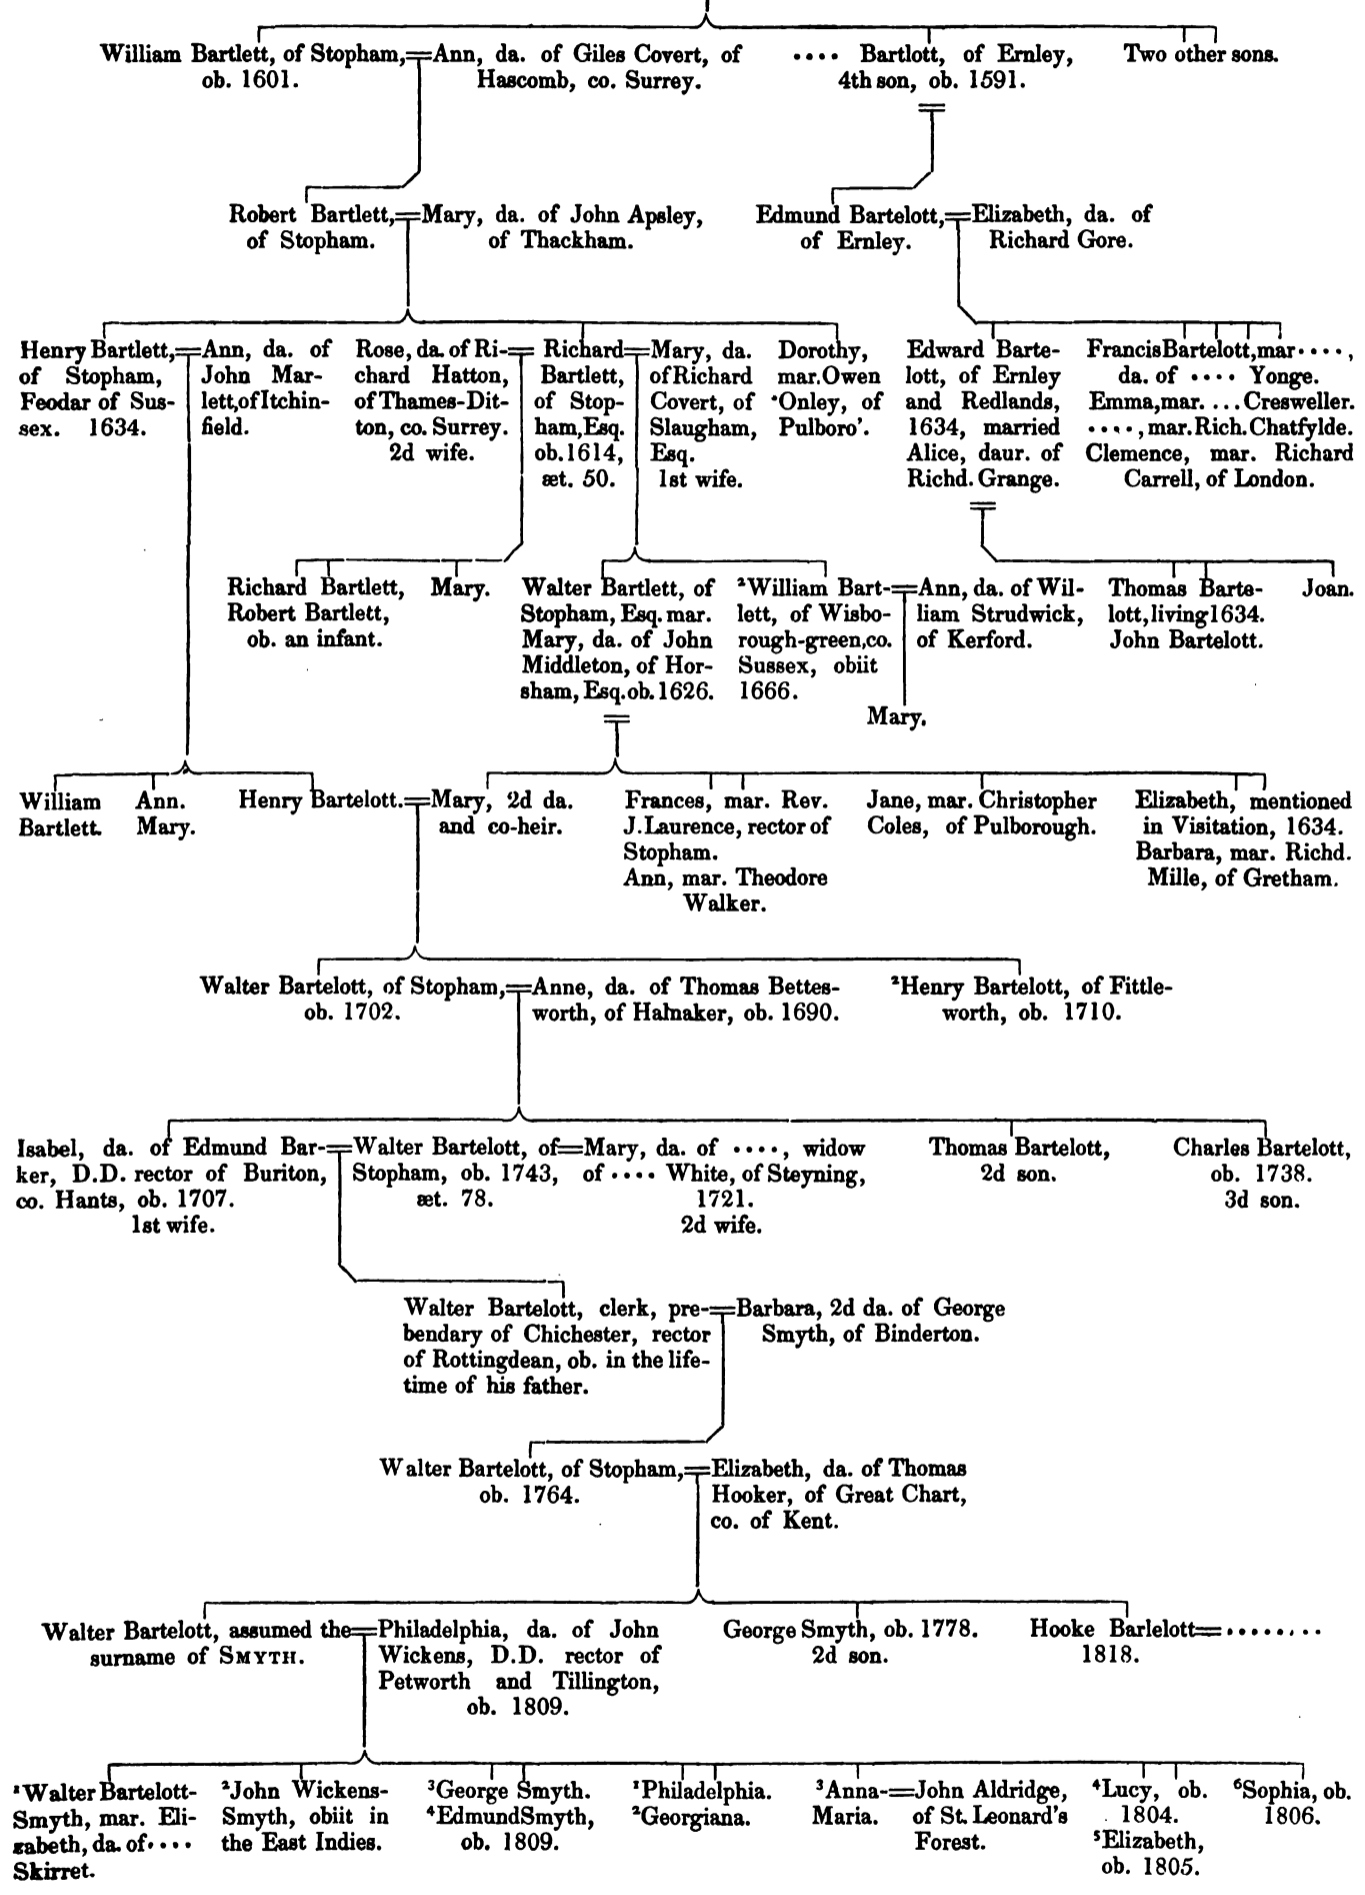 William Bartlett, of Stopham,=Ann, da. of Giles Covert, of
ob. 1601.
Hascomb, co. Surrey.
.... Bartlott, of Ernley,
4th son, ob. 1591.
Two other sons.
Robert Bartlett,=Mary, da. of John Apsley,
of Stopham.
of Thackham.
Edmund Bartelott,=Elizabeth, da. of
of Ernley.
Richard Gore.
Henry Bartlett,=
of Stopham,
Feodar of Sus-
sex. 1634.
Ann, da. of
John Mar-
lett, of Itchin-
field.
Rose, da. of Ri-=
chard Hatton,
of Thames-Dit-
ton, co. Surrey.
2d wife.
Richard=
Bartlett,
of Stop-
ham, Esq.
ob. 1614,
æt. 50.
Mary, da.
of Richard
Covert, of
Slaugham,
Esq.
1st wife.
Dorothy,
mar. Owen
Onley, of
Pulboro'.
Edward Barte-
lott, of Ernley
and Redlands,
1634, married
Alice, daur. of
Richd. Grange.
Francis Bartelott, mar ....,
da. of .... Yonge.
Emma, mar. .... Cresweller.
...., mar. Rich. Chatfylde.
Clemence, mar. Richard
Carrell, of London.
Richard Bartlett,
Robert Bartlett,
ob. an infant.
Mary.
Walter Bartlett, of
Stopham, Esq. mar.
Mary, da. of John
Middleton, of Hor-
sham, Esq. ob. 1626.
²William Bart-=
lett, of Wisbo-
rough-green, co.
Sussex, obiit
1666.
Ann, da. of Wil-
liam Strudwick,
of Kerford.
Mary.
Thomas Barte-
lott, living 1634.
John Bartelott.
Joan.
William
Bartlett.
Ann.
Mary.
Henry Bartelott.=Mary, 2d da.
and co-heir.
Frances, mar. Rev.
J. Laurence, rector of
Stopham.
Ann, mar. Theodore
Walker.
Jane, mar. Christopher
Coles, of Pulborough.
Elizabeth, mentioned
in Visitation, 1634.
Barbara, mar. Richd.
Mille, of Gretham.
Walter Bartelott, of Stopham,=Anne, da. of Thomas Bettes-
ob. 1702.
worth, of Halnaker, ob. 1690.
²Henry Bartelott, of Fittle-
worth, ob. 1710.
Isabel, da. of Edmund Bar-=
ker, D.D. rector of Buriton,
co. Hants, ob. 1707.
1st wife.
Walter Bartelott, of=
Stopham, ob. 1743,
æt. 78.
Mary, da. of ...., widow
of .... White, of Steyning,
1721.
2d wife.
Thomas Bartelott,
2d son.
Charles Bartelott,
ob. 1738.
3d son.
Walter Bartelott, clerk, pre-=
bendary of Chichester, rector
of Rottingdean, ob. in the life-
time of his father.
Barbara, 2d da. of George
Smyth, of Binderton.
Walter Bartelott, of Stopham,=
ob. 1764.
Elizabeth, da. of Thomas
Hooker, of Great Chart,
co. of Kent.
Walter Bartelott, assumed the=
surname of SMYTH.
Philadelphia, da. of John
Wickens, D.D. rector of
Petworth and Tillington,
ob. 1809.
George Smyth, ob. 1778.
2d son.
Hooke Barlelott=........
1818.
¹Walter Bartelott-
Smyth, mar. Eli-
zabeth, da. of ....
Skirret.
²John Wickens-
Smyth, obiit in
the East Indies.
³George Smyth.
⁴Edmund Smyth,
ob. 1809.
¹Philadelphia.
²Georgiana.
³Anna-=
Maria.
John Aldridge,
of St. Leonard's
Forest.
⁴Lucy, ob.
1804.
⁵Elizabeth,
ob. 1805.
⁶Sophia, ob.
1806.